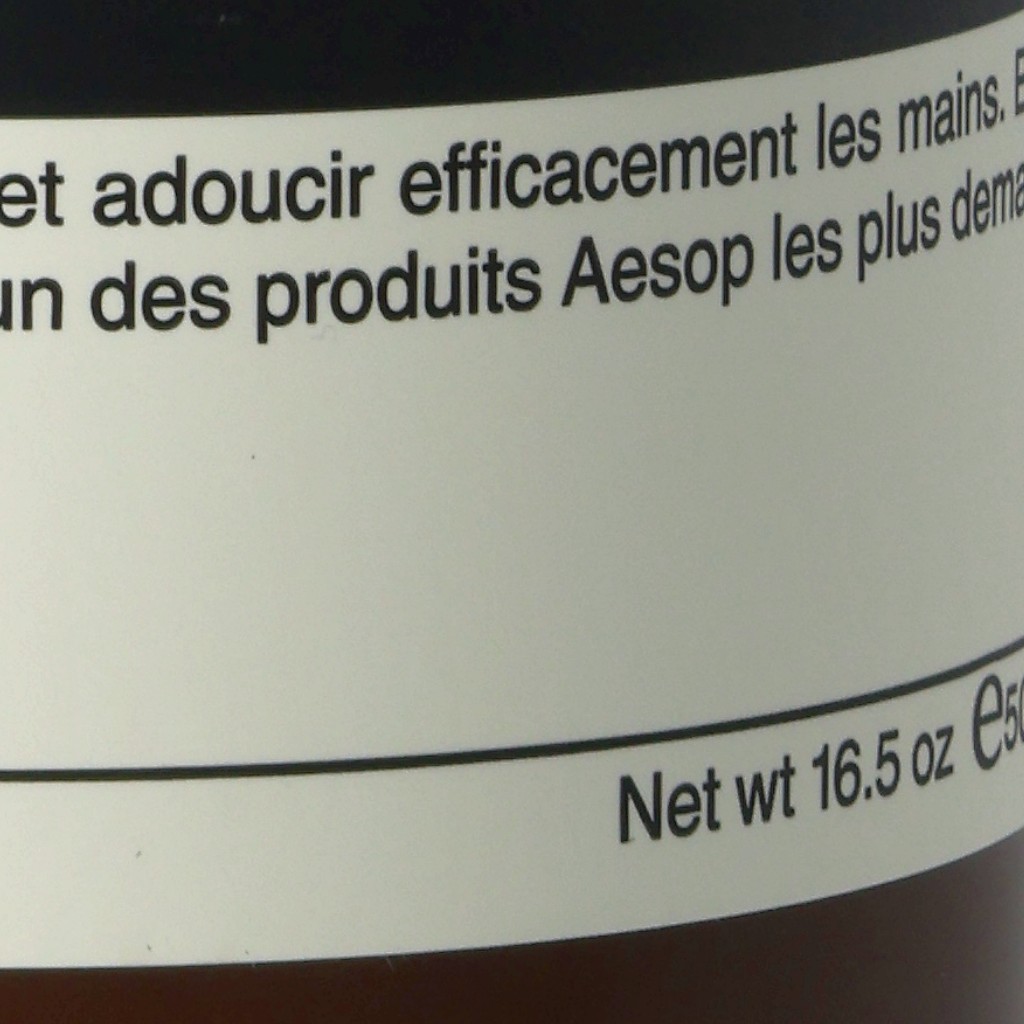 et adoucir efficacement les mains.
un des produits Aesop les plus
Net wt 16.5 oz e